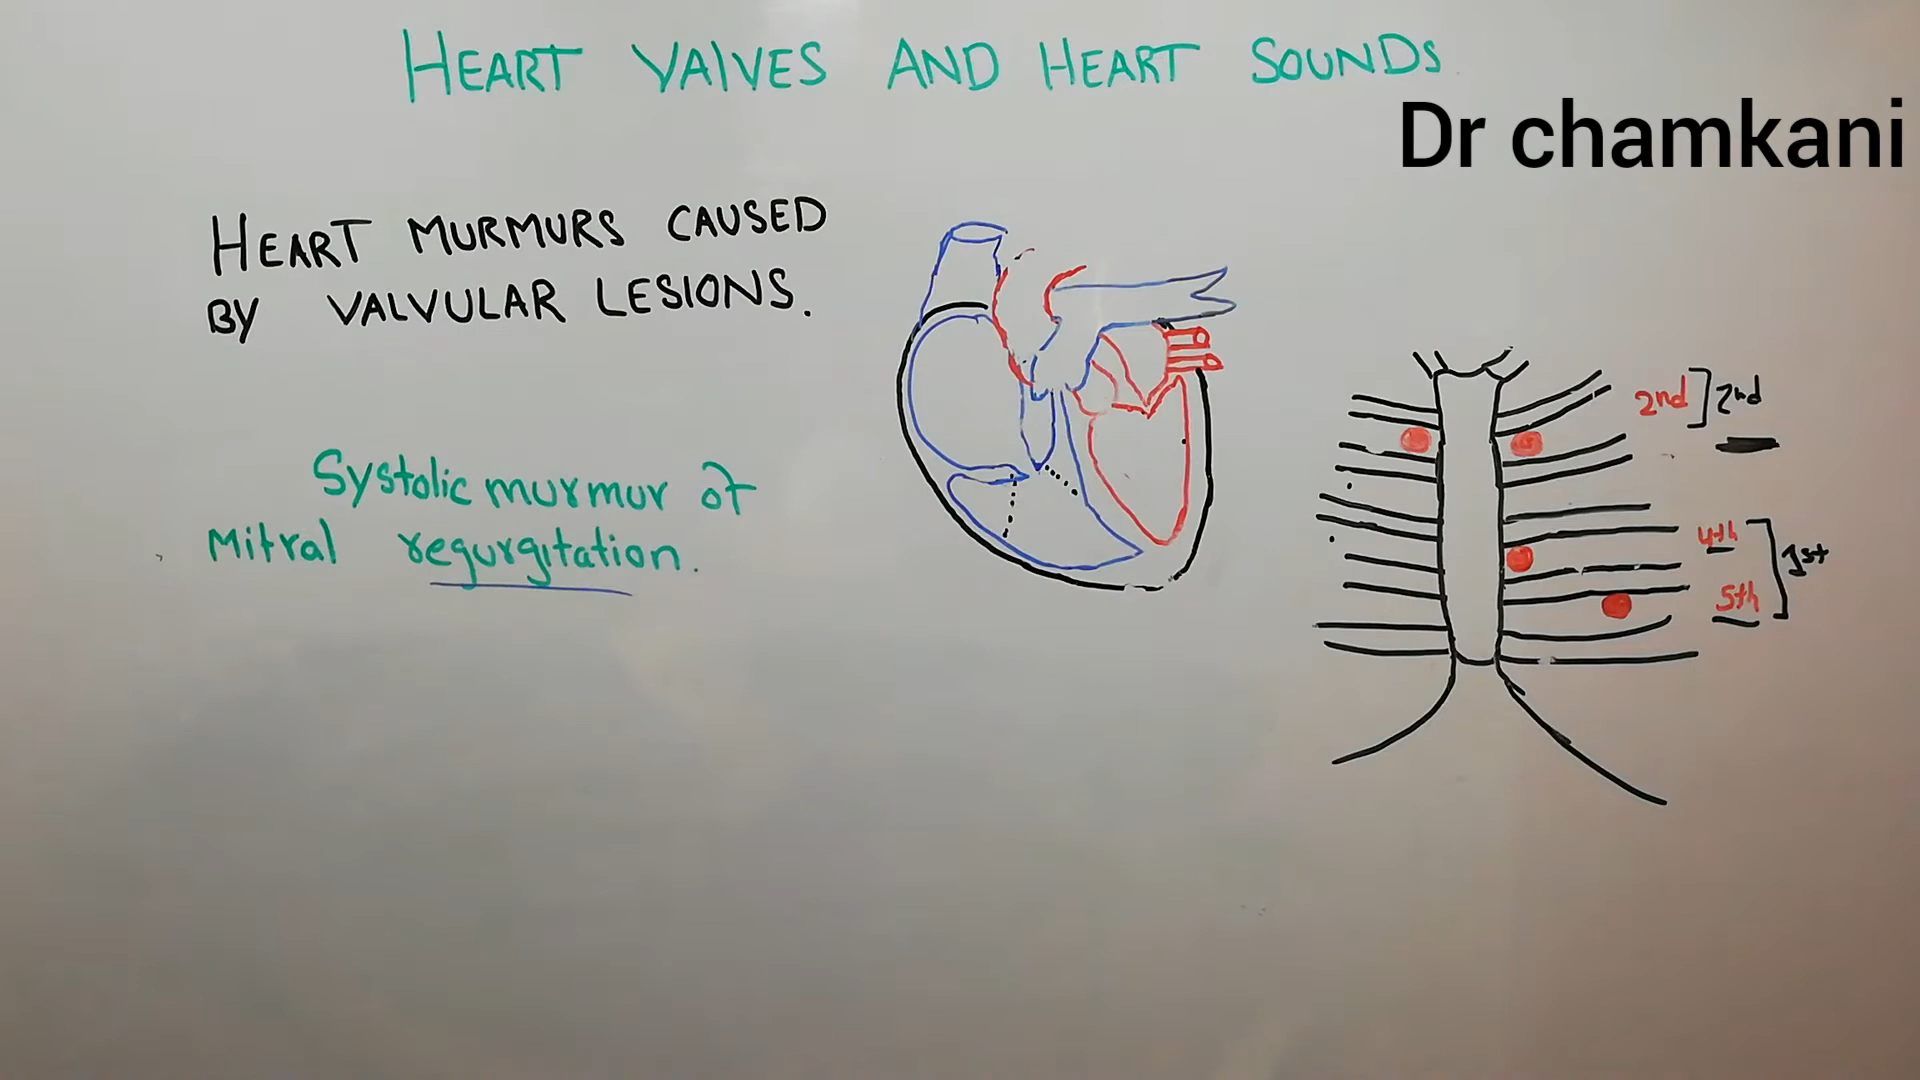 HEART VALVES AND HEART SOUNDS
Dr chamkani
HEART MURMURS CAUSED
BY VALVULAR LESIONS.
Systolic murmur of
Mitral regurgitation.
2nd] 2nd
4th
5th
] 1st